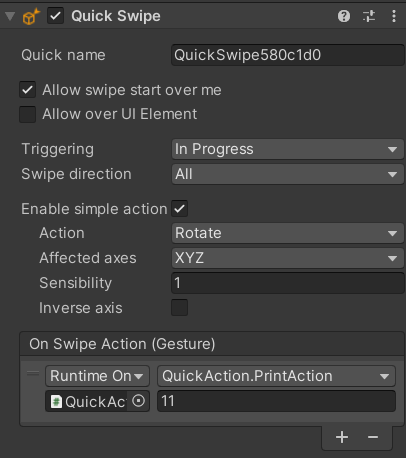 Quick Swipe
Quick name QuickSwipe580c1d0
Allow swipe start over me
Allow over UI Element
Triggering In Progress
Swipe direction All
Enable simple action
Action Rotate
Affected axes XYZ
Sensibility 1
Inverse axis
On Swipe Action (Gesture)
Runtime On QuickAction.PrintAction
QuickAc 11